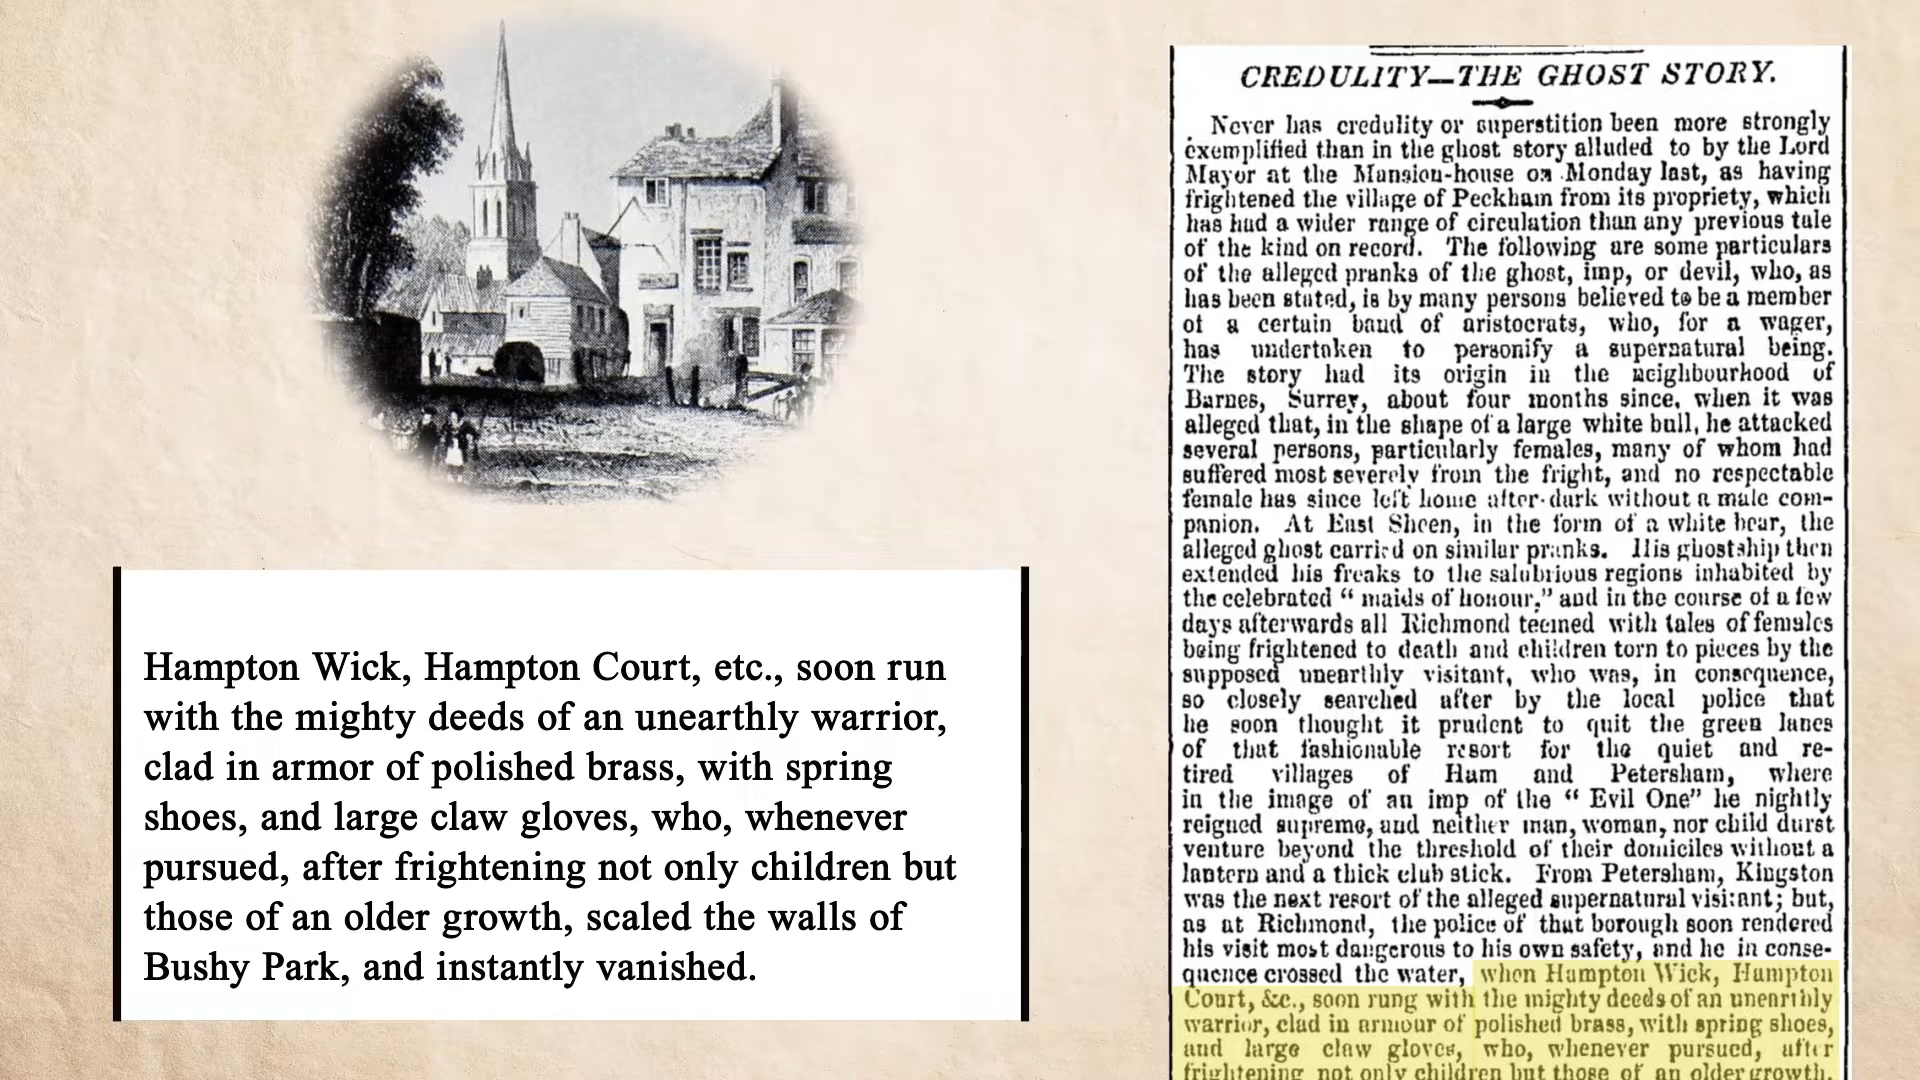 Hampton Wick, Hampton Court, etc., soon run
with the mighty deeds of an unearthly warrior,
clad in armor of polished brass, with spring
shoes, and large claw gloves, who, whenever
pursued, after frightening not only children but
those of an older growth, scaled the walls of
Bushy Park, and instantly vanished.
CREDULITY—THE GHOST STORY.
Never has credulity or superstition been more strongly
exemplified than in the ghost story alluded to by the Lord
Mayor at the Mansion-house on Monday last, as having
frightened the village of Peckham from its propriety, which
has had a wider range of circulation than any previous tale
of the kind on record. The following are some particulars
of the alleged pranks of the ghost, imp, or devil, who, as
has been stated, is by many persons believed to be a member
of a certain band of aristocrats, who, for a wager,
has undertaken to personify a supernatural being.
The story had its origin in the neighbourhood of
Barnes, Surrey, about four months since, when it was
alleged that, in the shape of a large white bull, he attacked
several persons, particularly females, many of whom had
suffered most severely from the fright, and no respectable
female has since left home after dark without a male com-
panion. At East Sheen, in the form of a white bear, the
alleged ghost carried on similar pranks. His ghostship then
extended his freaks to the salubrious regions inhabited by
the celebrated “ maids of honour,” and in the course of a few
days afterwards all Richmond teemed with tales of females
being frightened to death and children torn to pieces by the
supposed unearthly visitant, who was, in consequence,
so closely searched after by the local police that
he soon thought it prudent to quit the green lanes
of that fashionable resort for the quiet and re-
tired villages of Ham and Petersham, where
in the image of an imp of the “ Evil One” he nightly
reigned supreme, and neither man, woman, nor child durst
venture beyond the threshold of their domiciles without a
lantern and a thick club stick. From Petersham, Kingston
was the next resort of the alleged supernatural visitant; but,
as at Richmond, the police of that borough soon rendered
his visit most dangerous to his own safety, and he in conse-
quence crossed the water, when Hampton Wick, Hampton
Court, &c., soon rung with the mighty deeds of an unearthly
warrior, clad in armour of polished brass, with spring shoes,
and large claw gloves, who, whenever pursued, after
frightening not only children but those of an older growth,